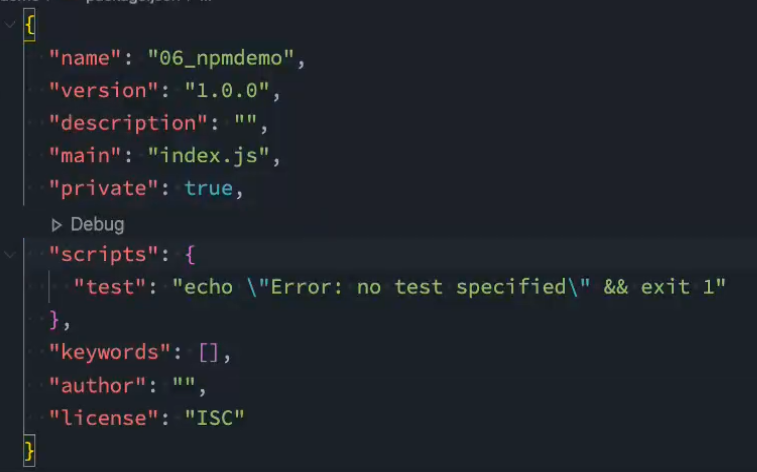 {
"name": "06_npmdemo",
"version": "1.0.0",
"description": "",
"main": "index.js",
"private": true,
Debug
"scripts": {
"test": "echo \"Error: no test specified\" && exit 1"
},
"keywords": [],
"author": "",
"license": "ISC"
}